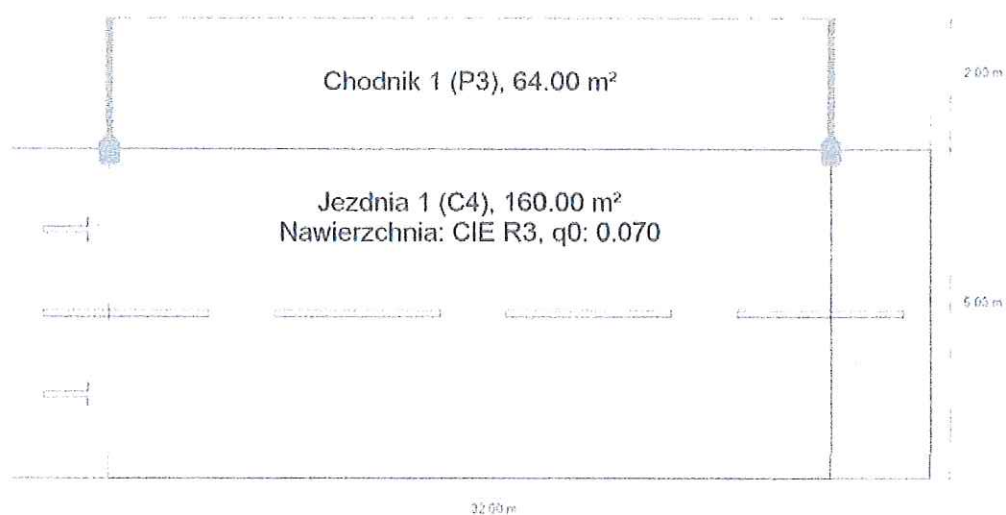 Chodnik 1 (P3), 64.00 m²
2.00 m
Jezdnia 1 (C4), 160.00 m²
Nawierzchnia: CIE R3, q0: 0.070
5.00 m
32.00 m